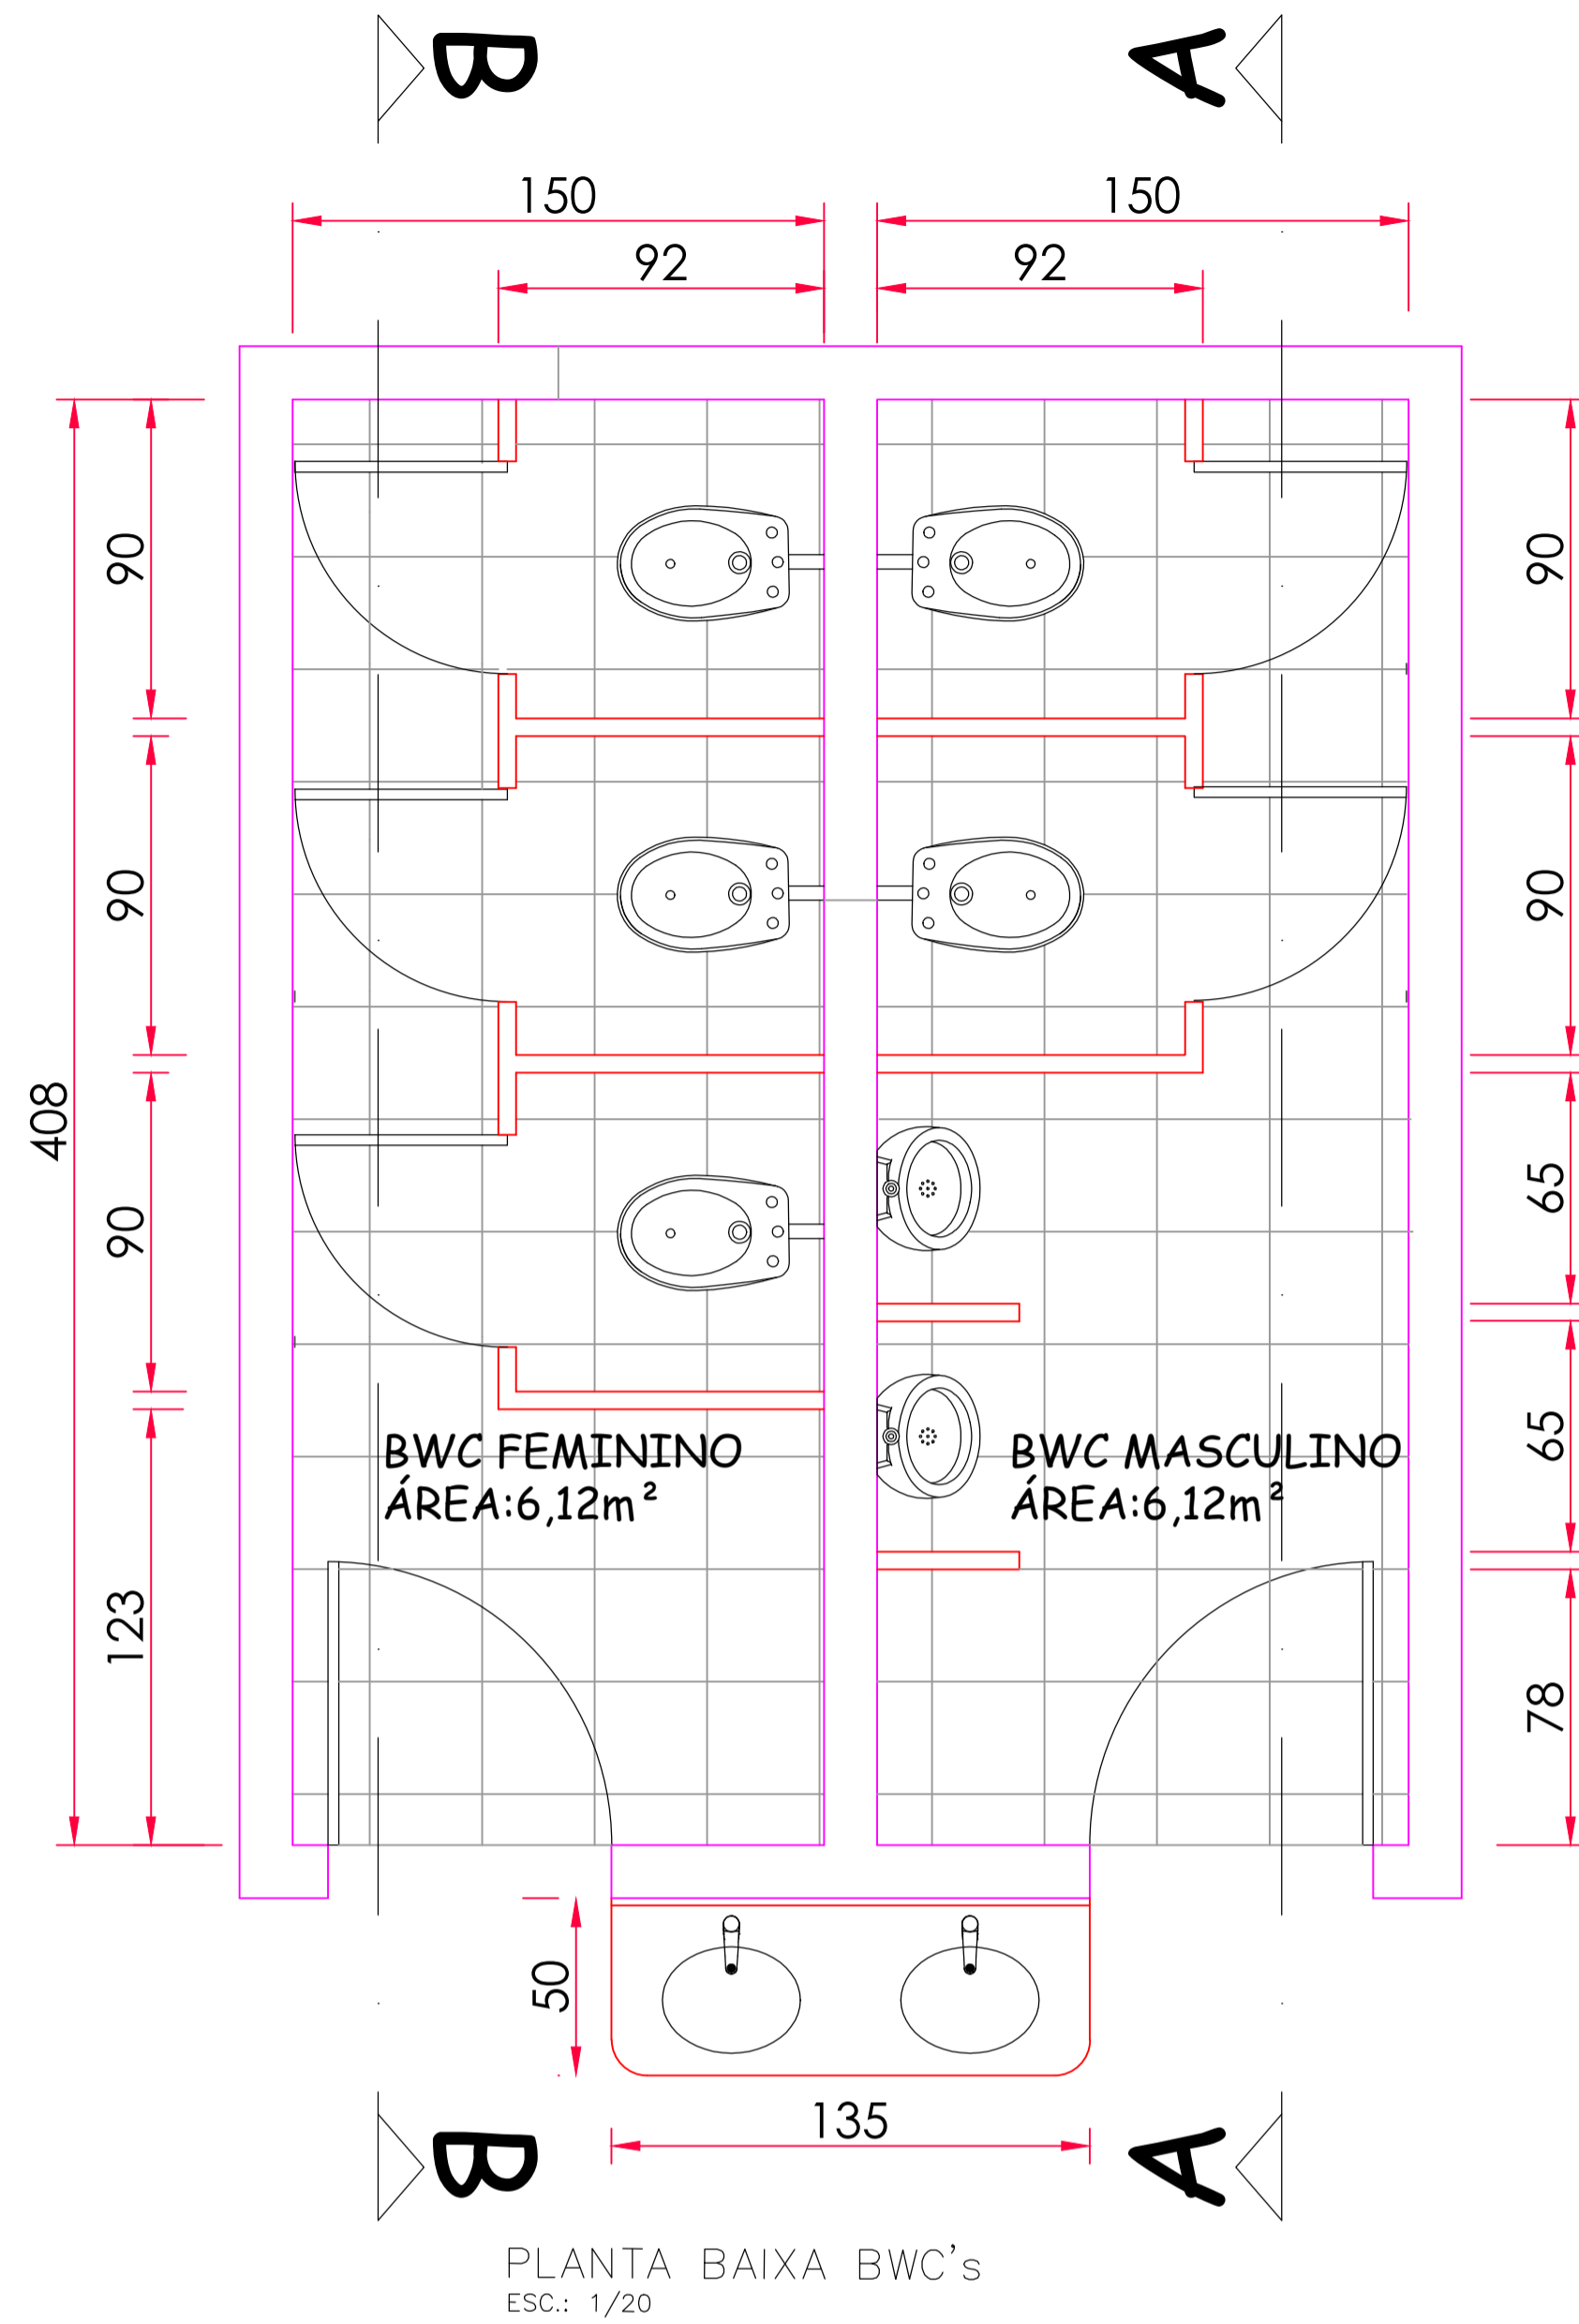 B
A
150
150
92
92
90
90
90
123
408
90
90
65
65
78
BWC FEMININO
ÁREA:6,12m²
BWC MASCULINO
ÁREA:6,12m²
50
135
B
A
PLANTA BAIXA BWC's
ESC.: 1/20